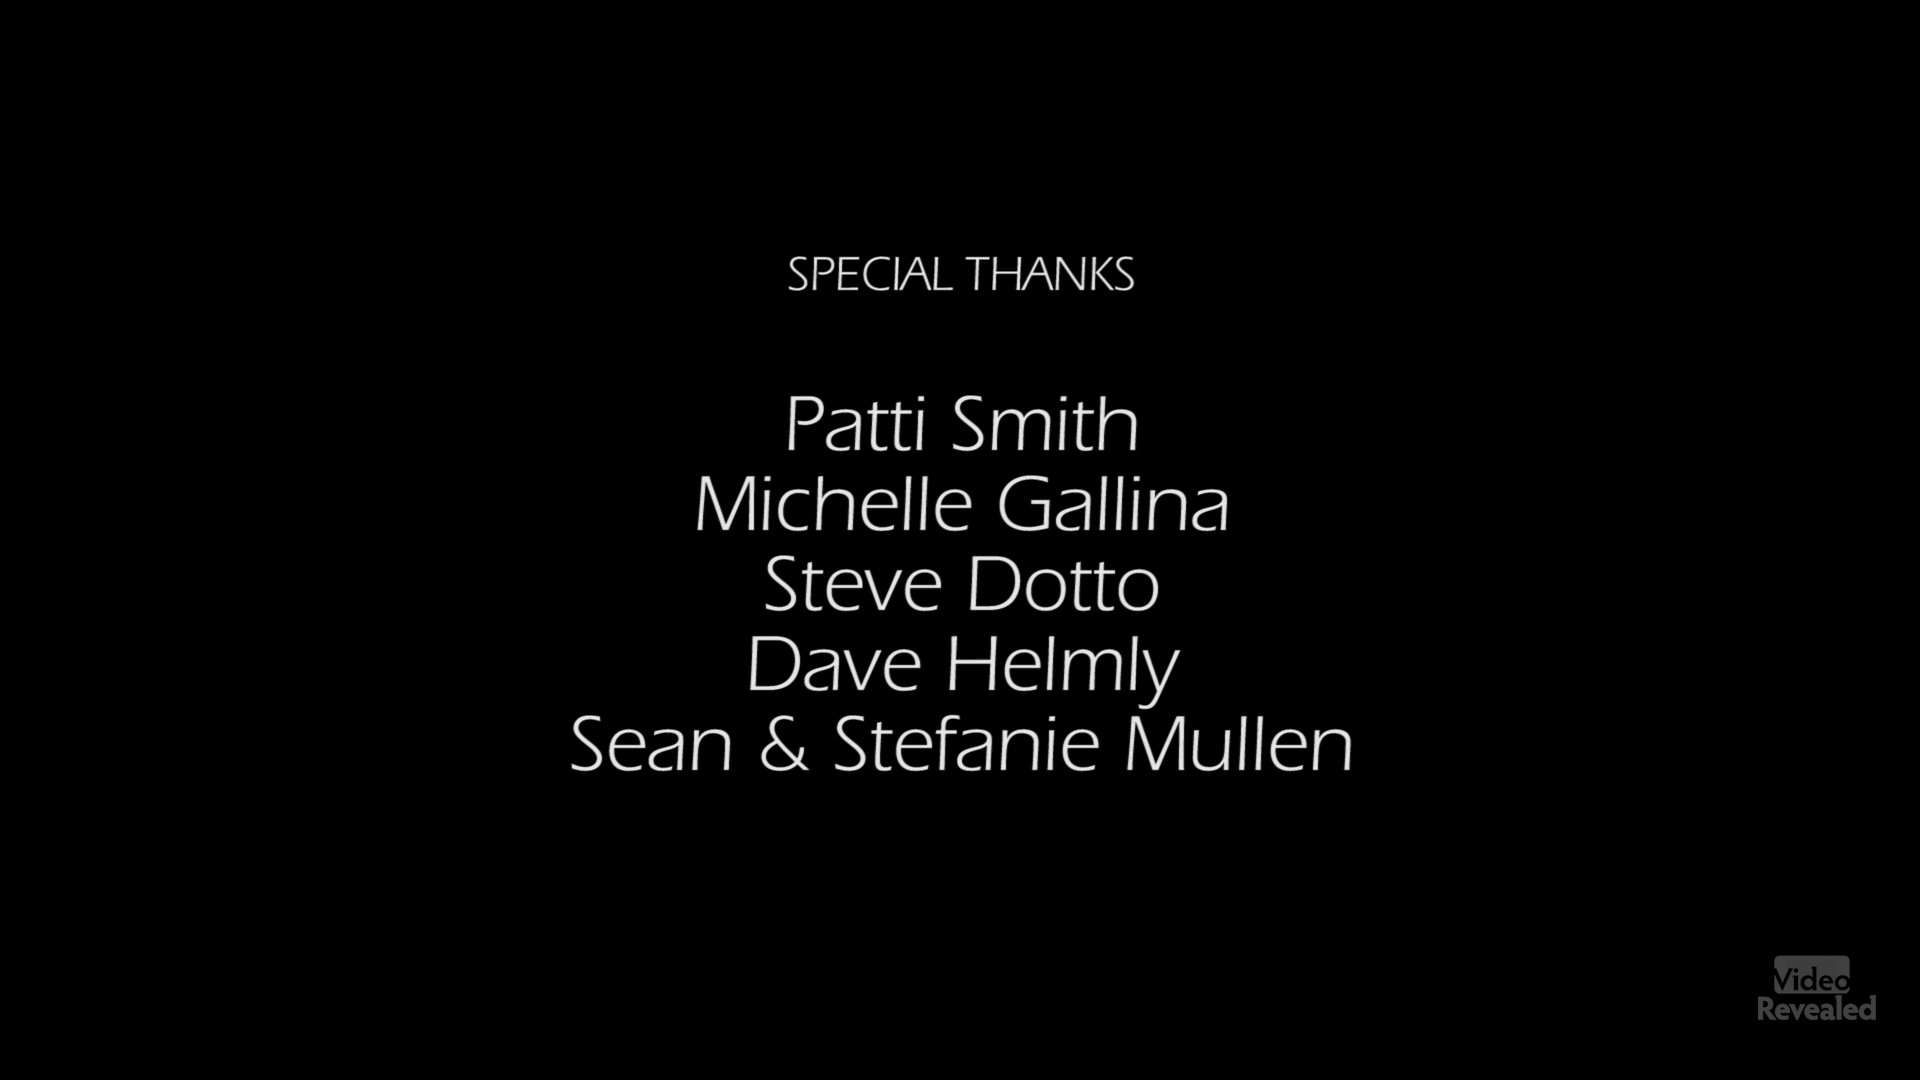 SPECIAL THANKS
Patti Smith
Michelle Gallina
Steve Dotto
Dave Helmly
Sean & Stefanie Mullen
Video
Revealed